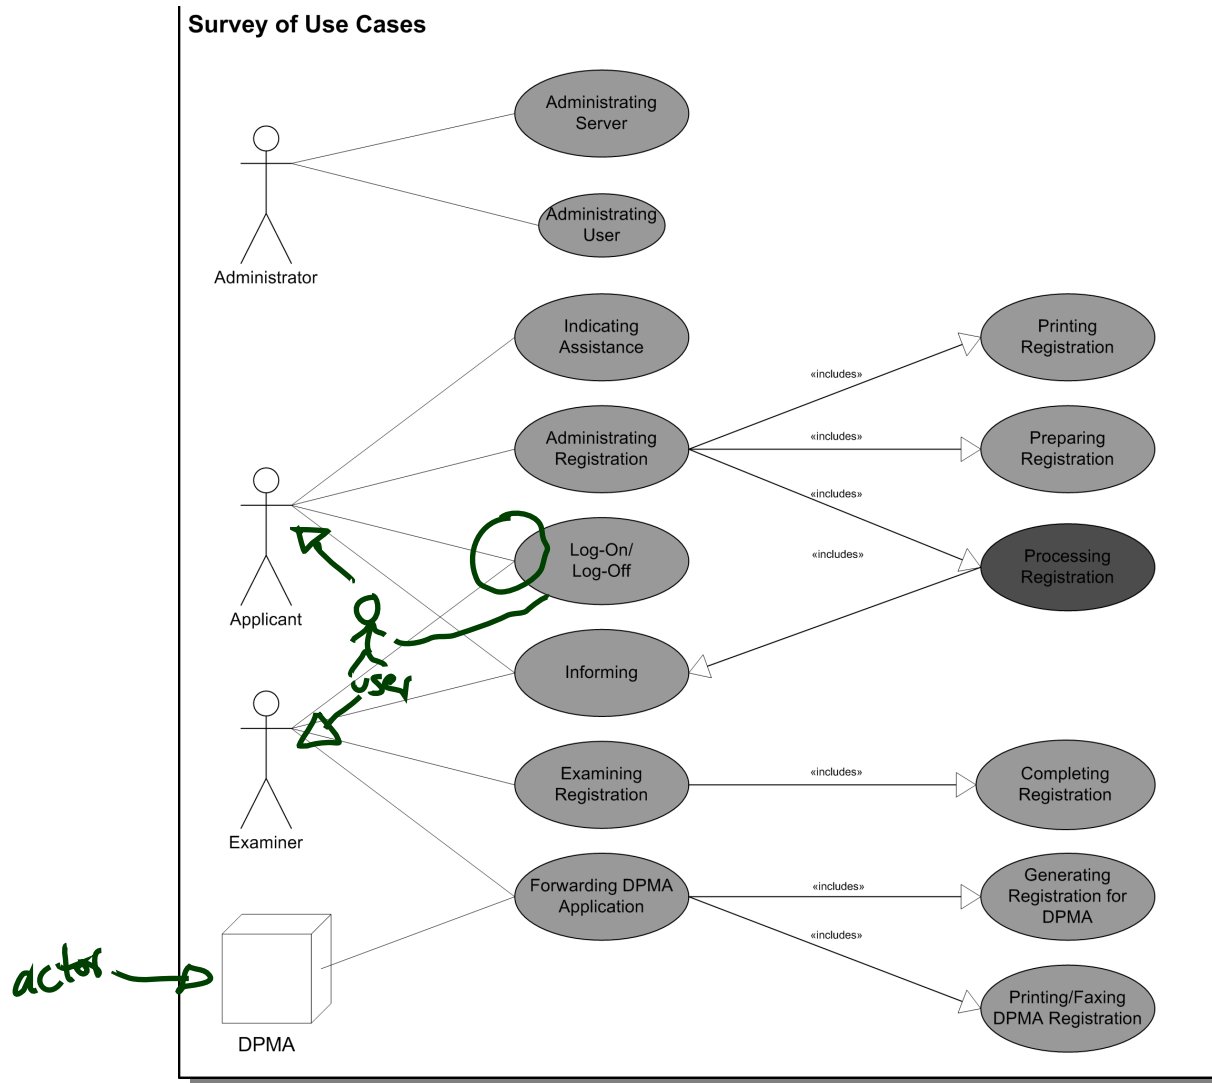 Survey of Use Cases
Administrating
Server
Administrating
User
Administrator
Indicating
Assistance
Printing
Registration
«includes»
Administrating
Registration
«includes»
Preparing
Registration
«includes»
Log-On/
Log-Off
«includes»
Processing
Registration
Applicant
user
Informing
Examining
Registration
«includes»
Completing
Registration
Examiner
Forwarding DPMA
Application
«includes»
Generating
Registration for
DPMA
«includes»
actor
Printing/Faxing
DPMA Registration
DPMA